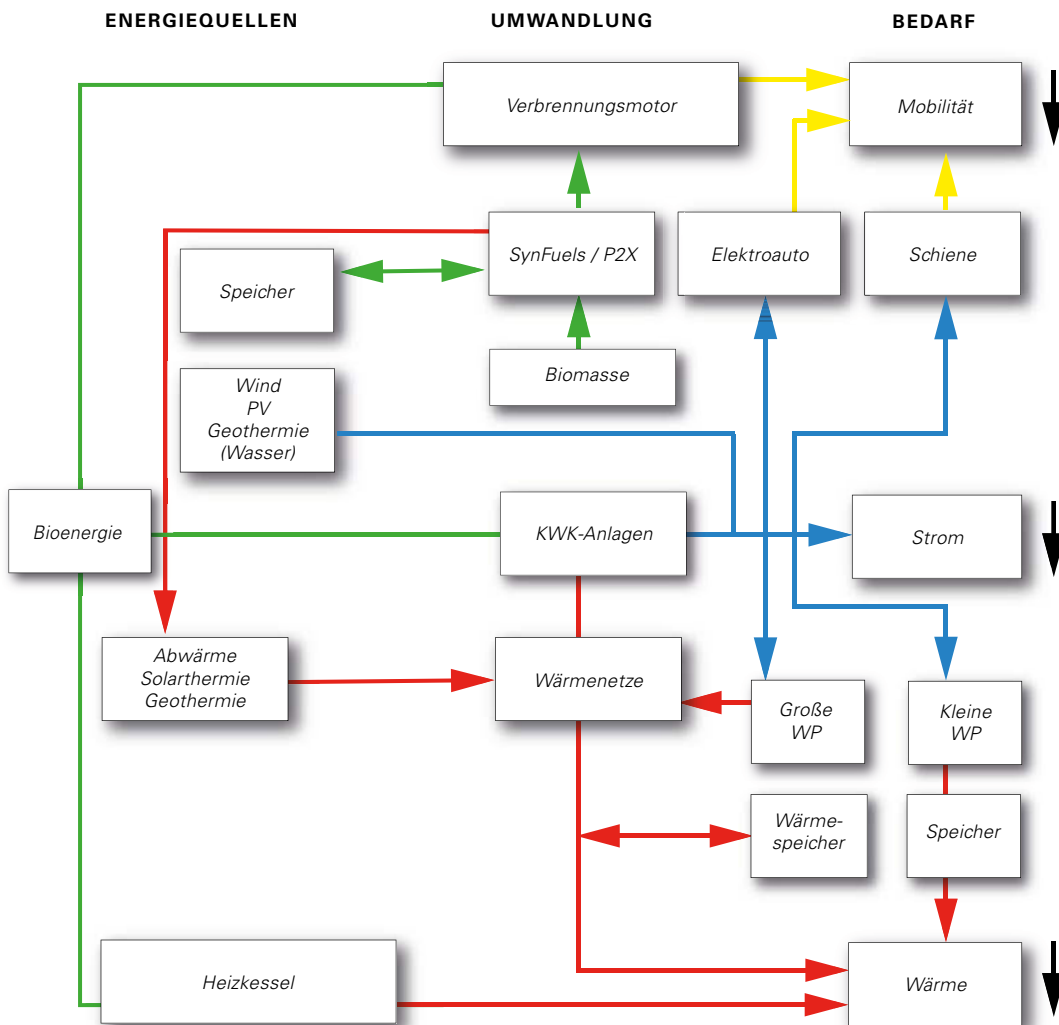 ENERGIEQUELLEN
UMWANDLUNG
BEDARF
Verbrennungsmotor
Mobilität
SynFuels / P2X
Elektroauto
Schiene
Speicher
Biomasse
Wind
PV
Geothermie
(Wasser)
Bioenergie
KWK-Anlagen
Strom
Abwärme
Solarthermie
Geothermie
Wärmenetze
Große
WP
Kleine
WP
Wärme-
speicher
Speicher
Heizkessel
Wärme